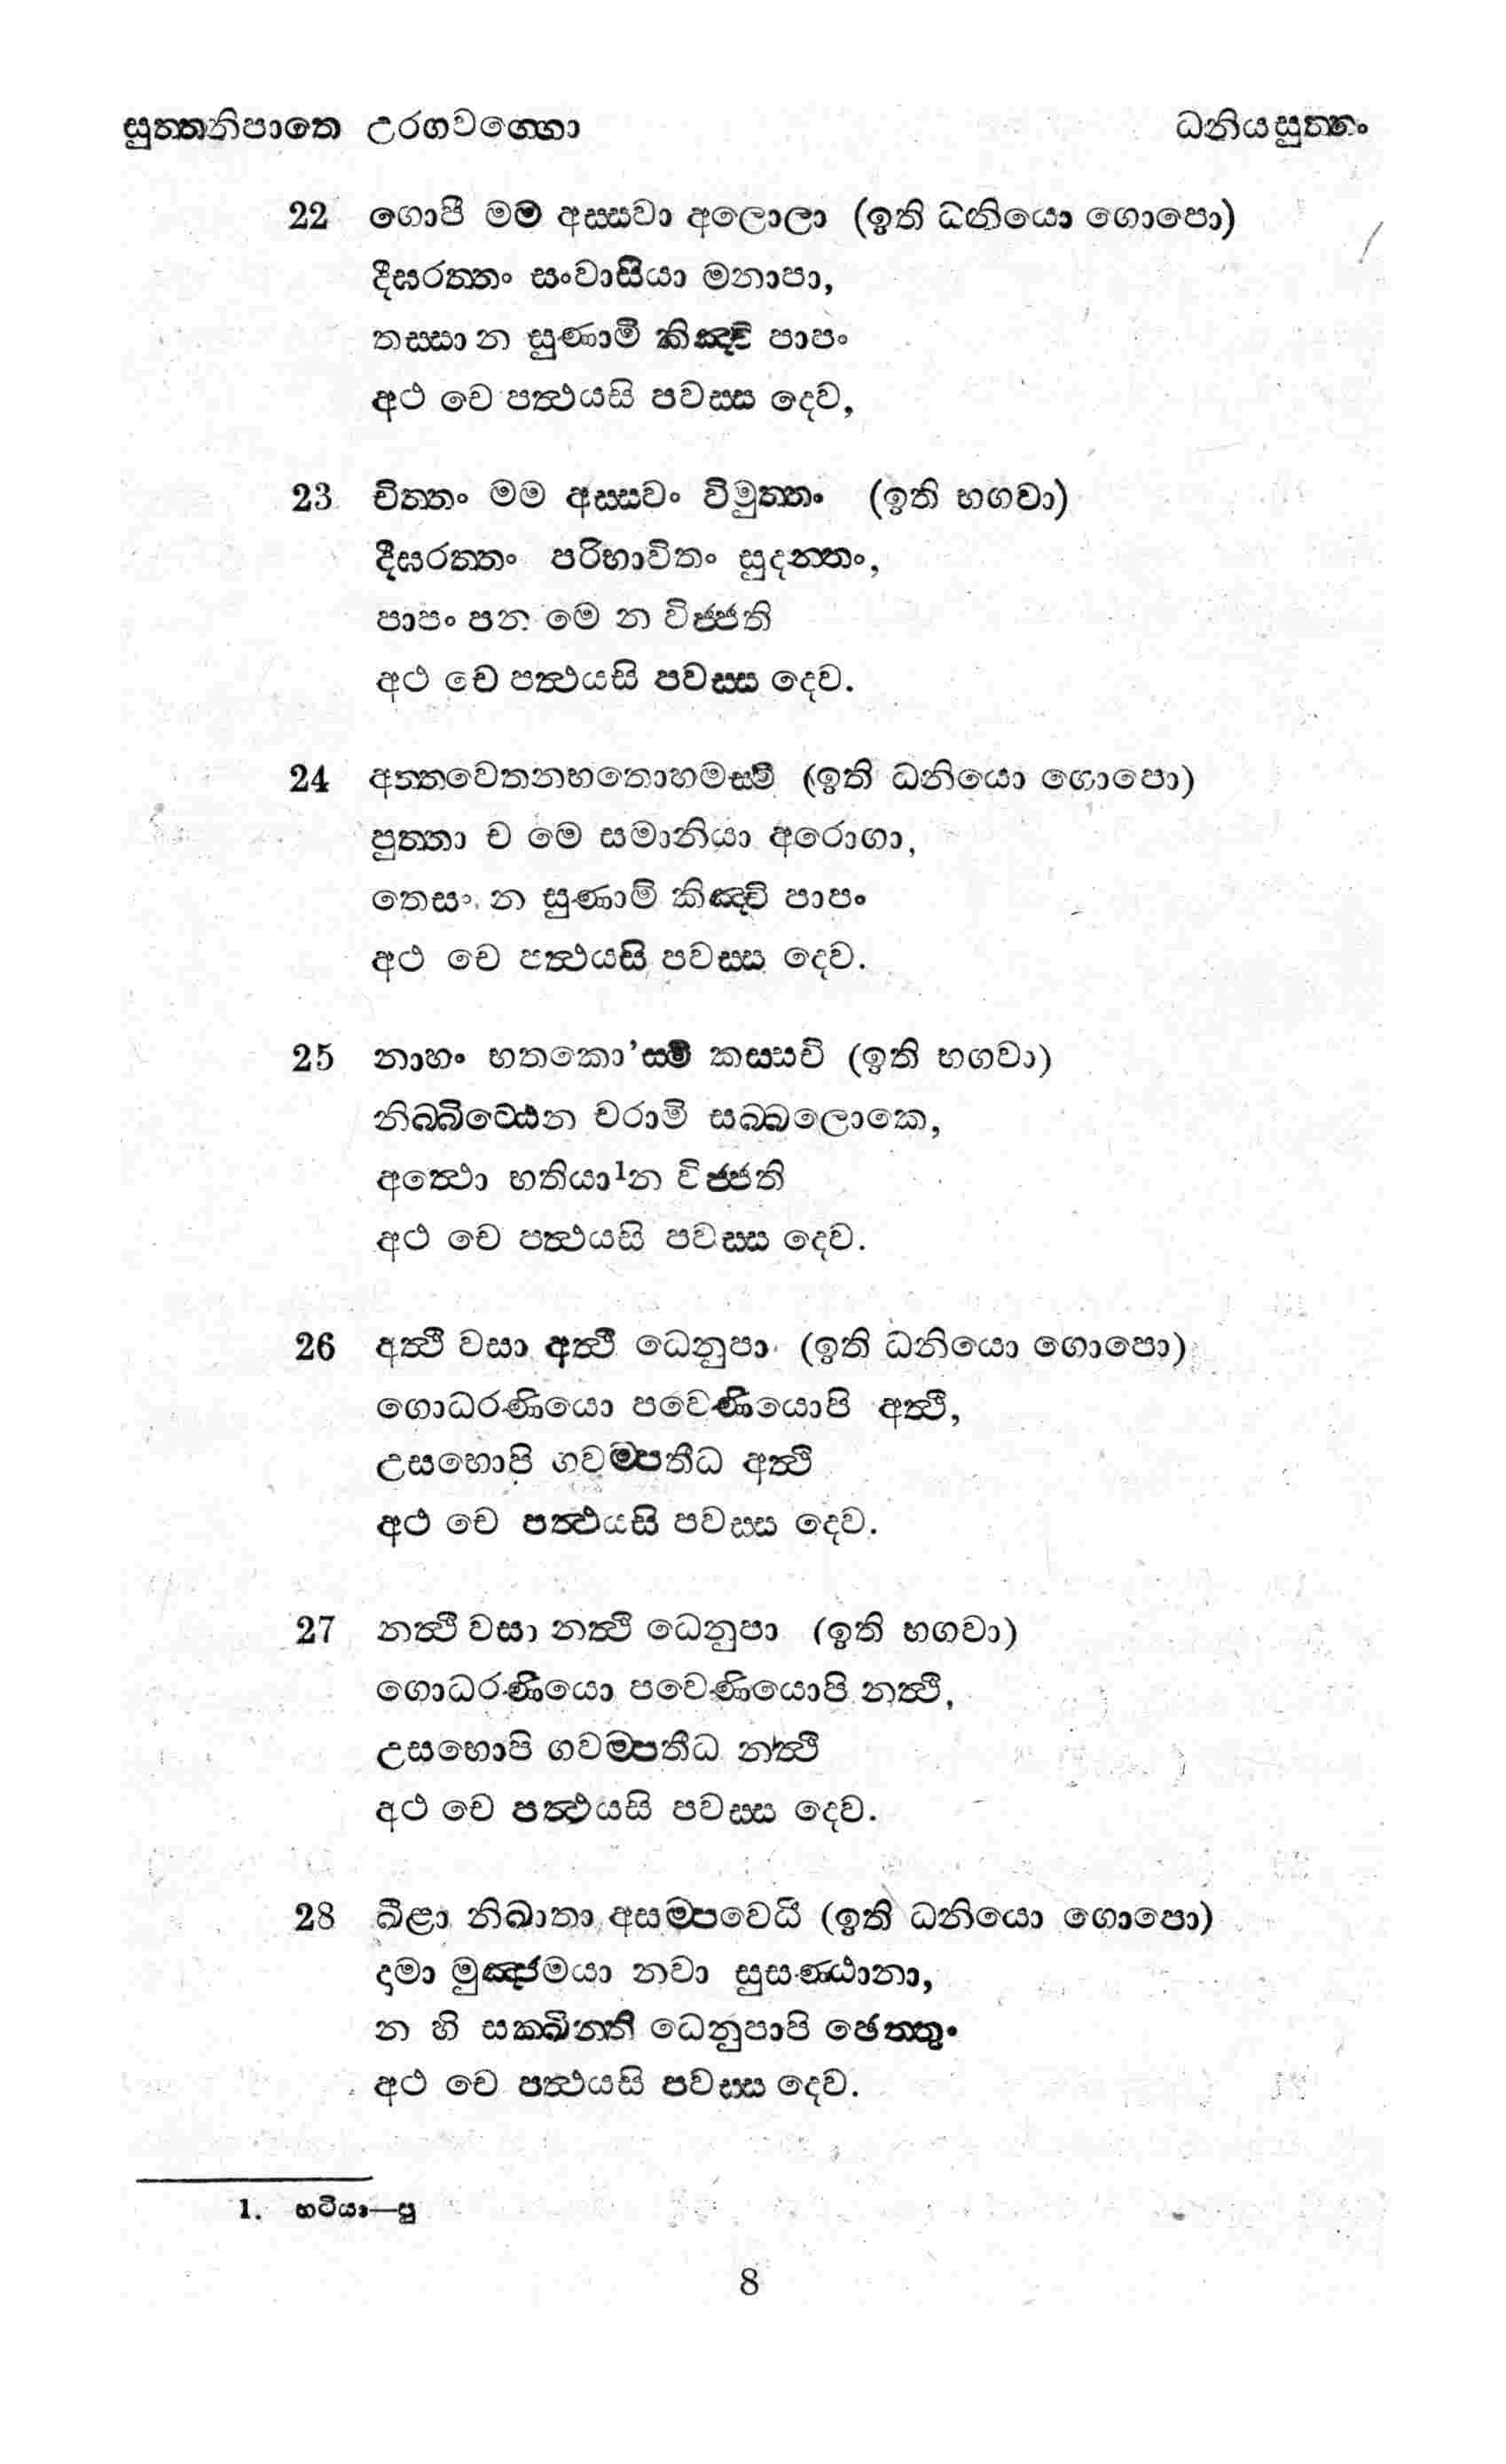 සුත්තනිපාතෙ උරගවග්ගො ධනියසුත්තං
22 ගොපී මම අස්සවා අලොලා (ඉති ධනියො ගොපො)
දීඝරත්තං සංවාසියා මනාපා,
තස්සා න සුණාමි කිඤ්චි පාපං
අථ චෙ පත්ථයසි පවස්ස දෙව,
23 චිත්තං මම අස්සවං විමුත්තං (ඉති භගවා)
දීඝරත්තං පරිභාවිතං සුදන්තං,
පාපං පන මෙ න විජ්ජති
අථ චෙ පත්ථයසි පවස්ස දෙව.
24 අත්තවෙතනභතොහමස්මි (ඉති ධනියො ගොපො)
පුත්තා ච මෙ සමානියා අරොගා,
තෙසං න සුණාමි කිඤ්චි පාපං
අථ චෙ පත්ථයසි පවස්ස දෙව.
25 නාහං භතකො'ස්මි කස්සචි (ඉති භගවා)
නිබ්බිට්ඨෙන චරාමි සබ්බලොකෙ,
අත්ථො භතියා¹න විජ්ජති
අථ චෙ පත්ථයසි පවස්ස දෙව.
26 අත්ථි වසා අත්ථි ධෙනුපා (ඉති ධනියො ගොපො)
ගොධරණියො පවෙණියොපි අත්ථි,
උසභොපි ගවම්පතීධ අත්ථි
අථ චෙ පත්ථයසි පවස්ස දෙව.
27 නත්ථි වසා නත්ථි ධෙනුපා (ඉති භගවා)
ගොධරණියො පවෙණියොපි නත්ථි,
උසභොපි ගවම්පතීධ නත්ථි
අථ චෙ පත්ථයසි පවස්ස දෙව.
28 ඛීළා නිඛාතා අසම්පවෙධී (ඉති ධනියො ගොපො)
දාමා මුඤ්ජමයා නවා සුසණ්ඨානා,
න හි සක්ඛින්ති ධෙනුපාපි ඡෙත්තුං
අථ චෙ පත්ථයසි පවස්ස දෙව.
1. භටියා—පු
8